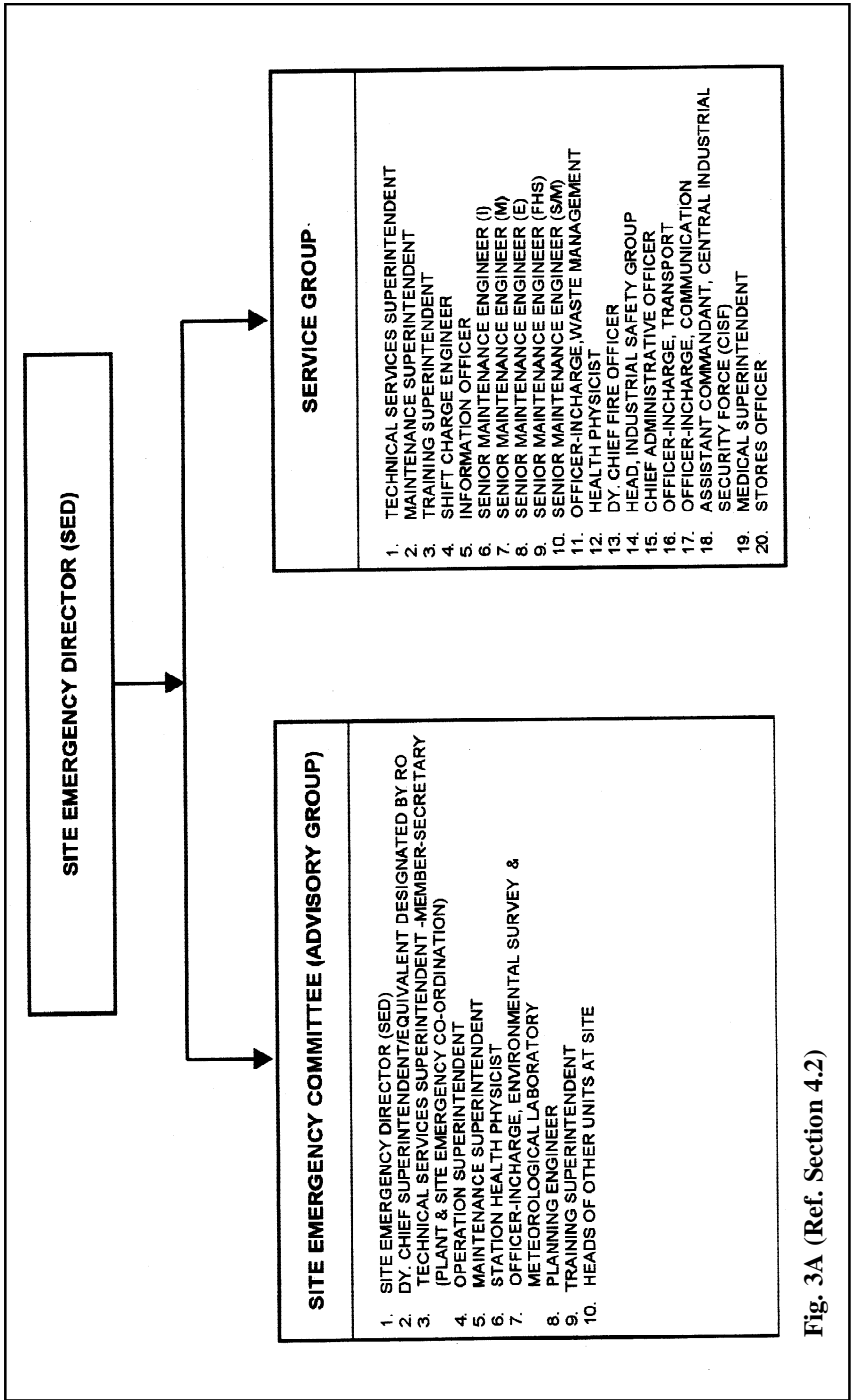 SITE EMERGENCY DIRECTOR (SED)
SITE EMERGENCY COMMITTEE (ADVISORY GROUP)
1. SITE EMERGENCY DIRECTOR (SED)
2. DY. CHIEF SUPERINTENDENT/EQUIVALENT DESIGNATED BY RO
3. TECHNICAL SERVICES SUPERINTENDENT -MEMBER-SECRETARY
(PLANT & SITE EMERGENCY CO-ORDINATION)
4. OPERATION SUPERINTENDENT
5. MAINTENANCE SUPERINTENDENT
6. STATION HEALTH PHYSICIST
7. OFFICER-INCHARGE, ENVIRONMENTAL SURVEY &
METEOROLOGICAL LABORATORY
8. PLANNING ENGINEER
9. TRAINING SUPERINTENDENT
10. HEADS OF OTHER UNITS AT SITE
SERVICE GROUP
1. TECHNICAL SERVICES SUPERINTENDENT
2. MAINTENANCE SUPERINTENDENT
3. TRAINING SUPERINTENDENT
4. SHIFT CHARGE ENGINEER
5. INFORMATION OFFICER
6. SENIOR MAINTENANCE ENGINEER (I)
7. SENIOR MAINTENANCE ENGINEER (M)
8. SENIOR MAINTENANCE ENGINEER (E)
9. SENIOR MAINTENANCE ENGINEER (FHS)
10. SENIOR MAINTENANCE ENGINEER (S/M)
11. OFFICER-INCHARGE,WASTE MANAGEMENT
12. HEALTH PHYSICIST
13. DY. CHIEF FIRE OFFICER
14. HEAD, INDUSTRIAL SAFETY GROUP
15. CHIEF ADMINISTRATIVE OFFICER
16. OFFICER-INCHARGE, TRANSPORT
17. OFFICER-INCHARGE, COMMUNICATION
18. ASSISTANT COMMANDANT, CENTRAL INDUSTRIAL
SECURITY FORCE (CISF)
19. MEDICAL SUPERINTENDENT
20. STORES OFFICER
Fig. 3A (Ref. Section 4.2)